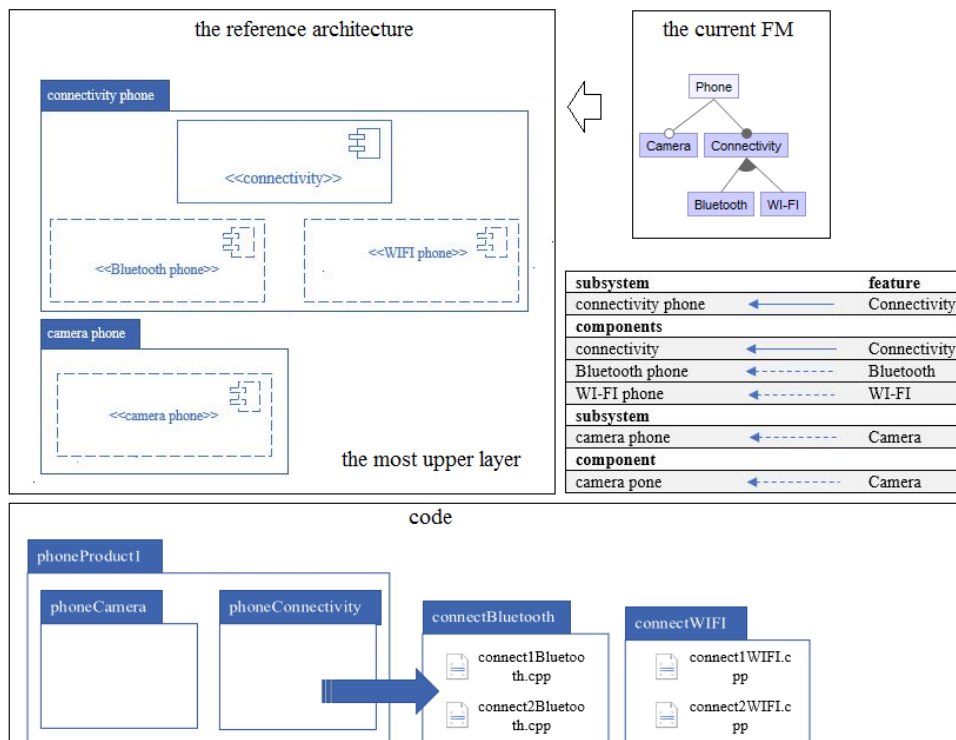 the reference architecture
connectivity phone
<<connectivity>>
<<Bluetooth phone>>
<<WIFI phone>>
camera phone
<<camera phone>>
the most upper layer
the current FM
Phone
Camera
Connectivity
Bluetooth
WI-FI
subsystem feature
connectivity phone Connectivity
components
connectivity Connectivity
Bluetooth phone Bluetooth
WI-FI phone WI-FI
subsystem
camera phone Camera
component
camera pone Camera
code
phoneProduct1
phoneCamera
phoneConnectivity
connectBluetooth
connect1Bluetoo
th.cpp
connect2Bluetoo
th.cpp
connectWIFI
connect1WIFI.c
pp
connect2WIFI.c
pp